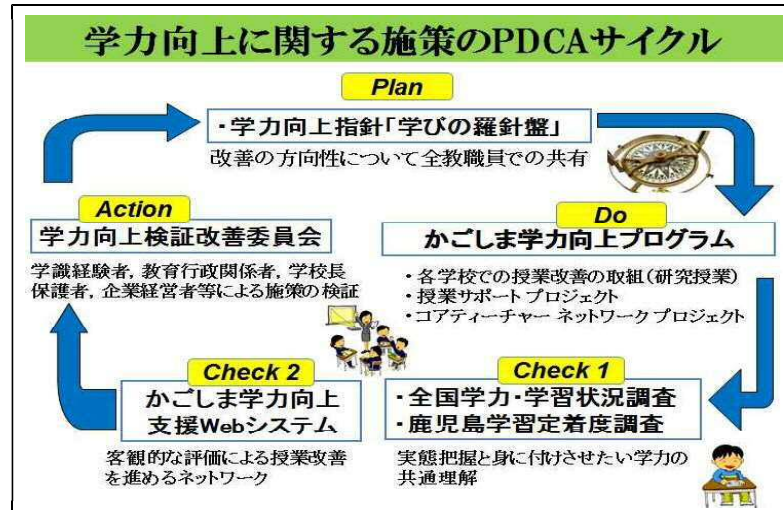 学力向上に関する施策のPDCAサイクル
Plan
・学力向上指針「学びの羅針盤」
改善の方向性について全教職員での共有
Do
かごしま学力向上プログラム
・各学校での授業改善の取組(研究授業)
・授業サポート プロジェクト
・コアティーチャー ネットワーク プロジェクト
Check 1
・全国学力・学習状況調査
・鹿児島学習定着度調査
実態把握と身に付けさせたい学力の
共通理解
Check 2
かごしま学力向上
支援Webシステム
客観的な評価による授業改善
を進めるネットワーク
Action
学力向上検証改善委員会
学識経験者,教育行政関係者,学校長
保護者,企業経営者等による施策の検証